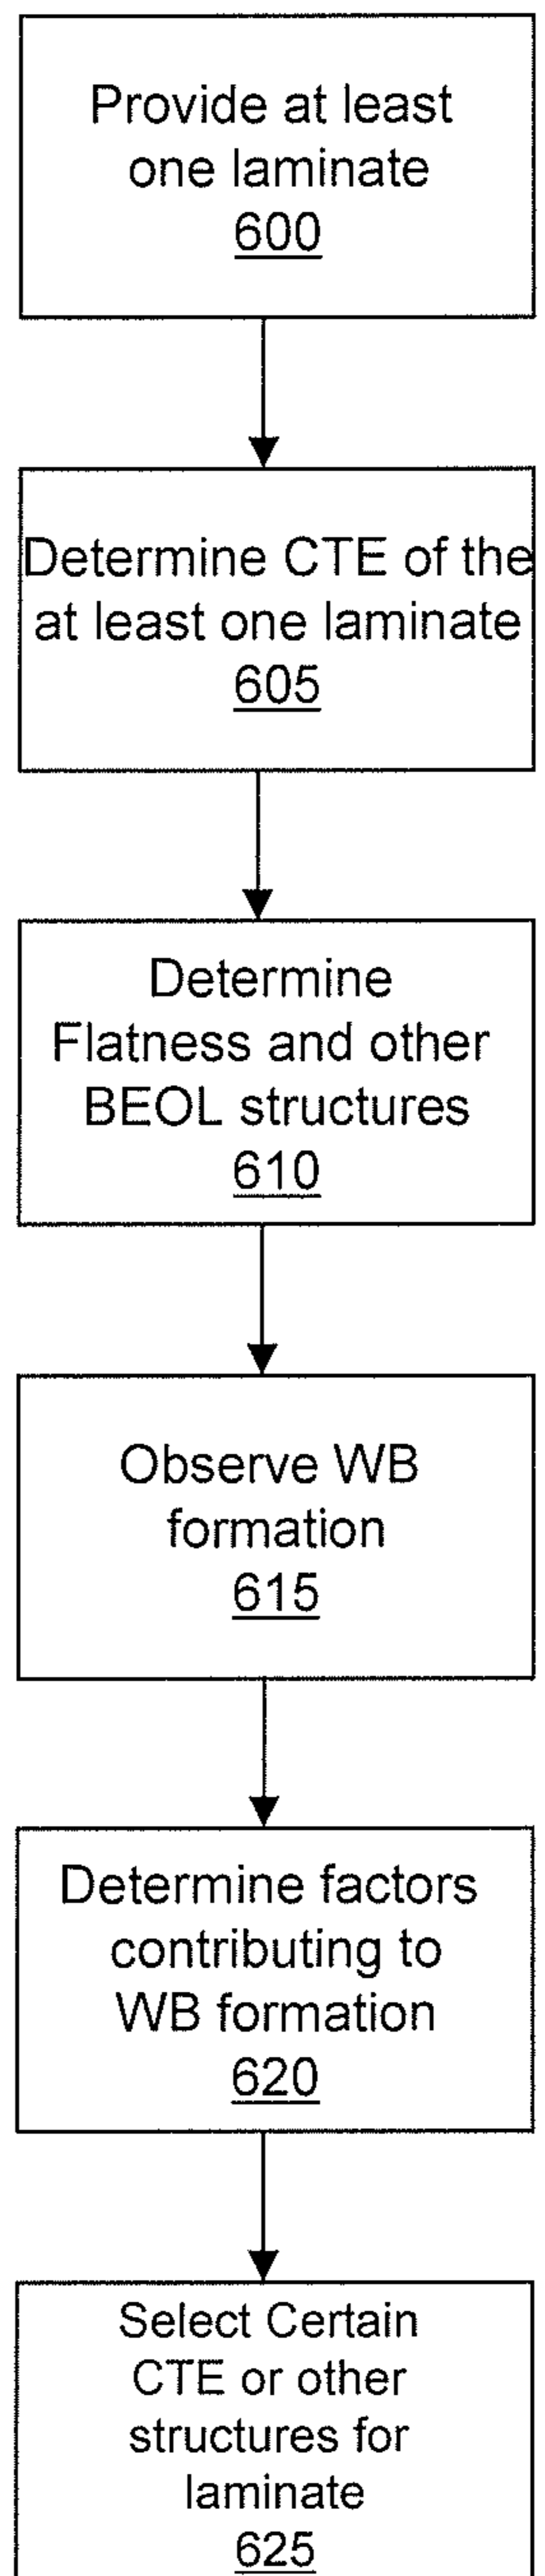 Provide at least
one laminate
600
Determine CTE of the
at least one laminate
605
Determine
Flatness and other
BEOL structures
610
Observe WB
formation
615
Determine factors
contributing to
WB formation
620
Select Certain
CTE or other
structures for
laminate
625